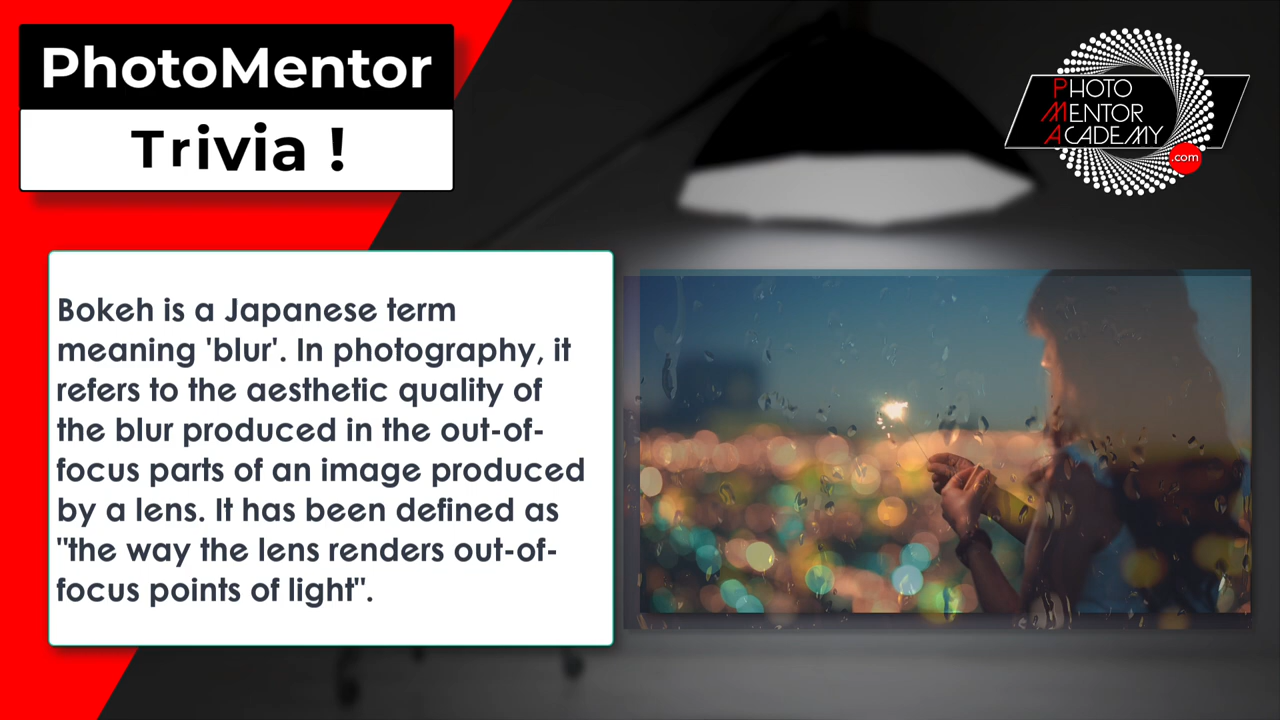 PhotoMentor
Trivia !
PHOTO
MENTOR
ACADEMY
.com
Bokeh is a Japanese term
meaning 'blur'. In photography, it
refers to the aesthetic quality of
the blur produced in the out-of-
focus parts of an image produced
by a lens. It has been defined as
"the way the lens renders out-of-
focus points of light".